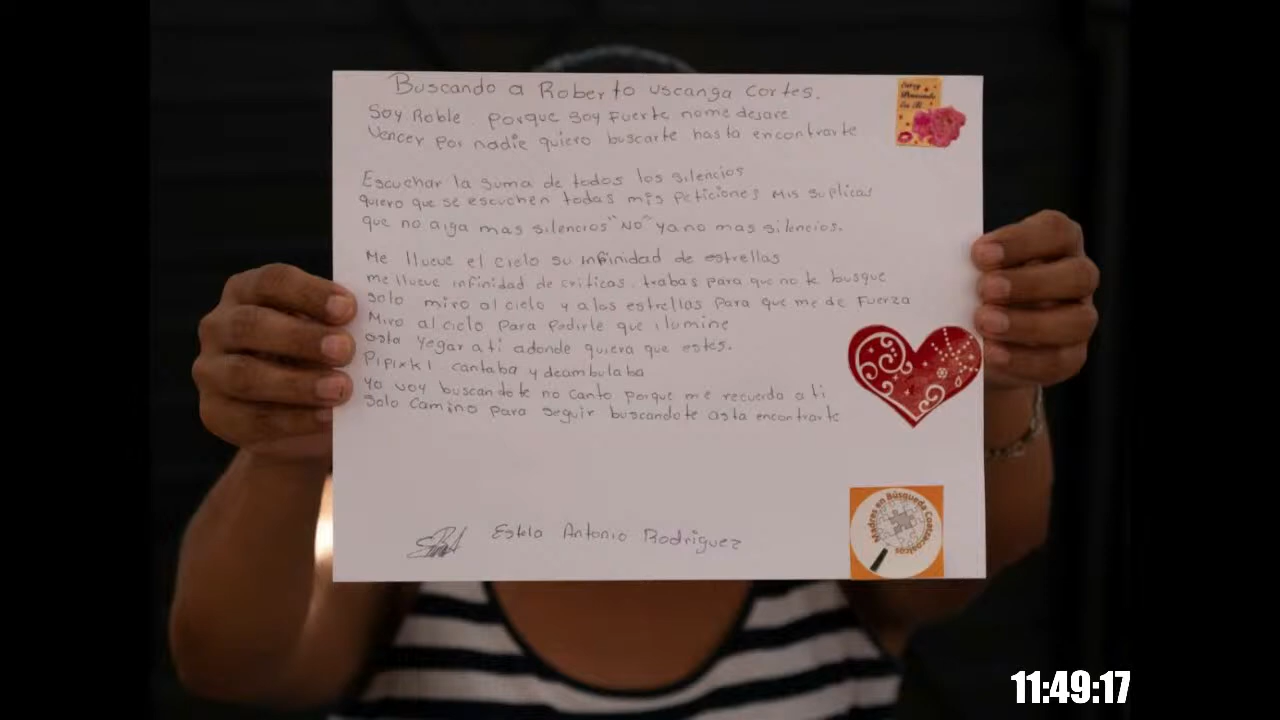 Buscando a Roberto uscanga cortes.
Soy Roble. porque soy fuerte nome dejare
Vencer por nadie quiero buscarte hasta encontrarte
Escuchar la suma de todos los silencios
quiero que se escuchen todas mis peticiones mis suplicas
que no aiga mas silencios "NO" ya no mas silencios.
Me llueve el cielo su infinidad de estrellas
me llueve infinidad de criticas. trabas para que no te busque
solo miro al cielo y a las estrellas para que me de fuerza
Miro al cielo para pedirle que ilumine
asta yegar a ti adonde quiera que estes.
Pipixki cantaba y deambulaba
Yo voy buscandote no canto porque me recuerda a ti
Solo camino para seguir buscandote asta encontrarte
Estela Antonio Rodriguez
Madres en Búsqueda Coatzacoalcos
11:49:17